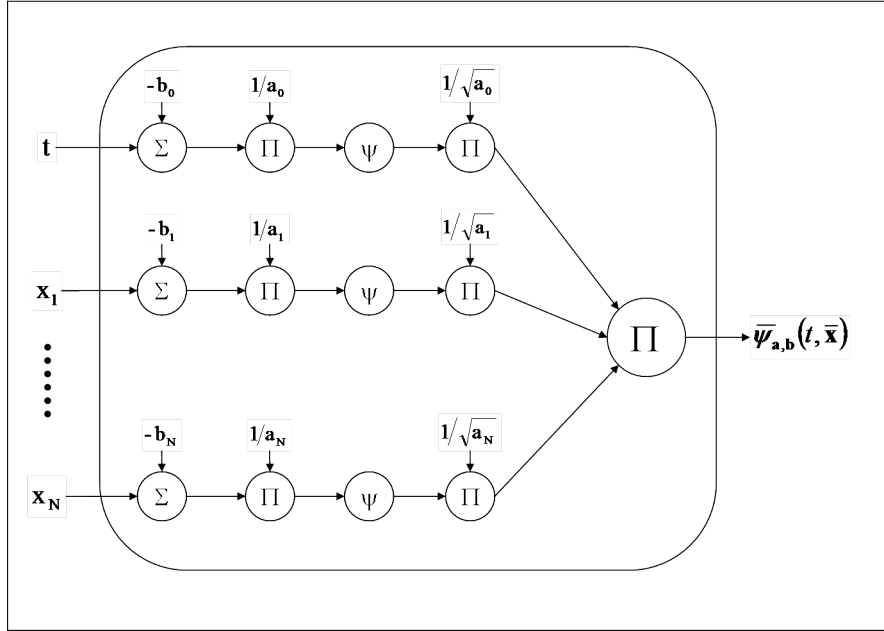 -b₀ 1/a₀ 1/√a₀
t Σ Π ψ Π
-b₁ 1/a₁ 1/√a₁
x₁ Σ Π ψ Π
Π ψ̅ₐ,b(t, x̅)
-b_N 1/a_N 1/√a_N
x_N Σ Π ψ Π